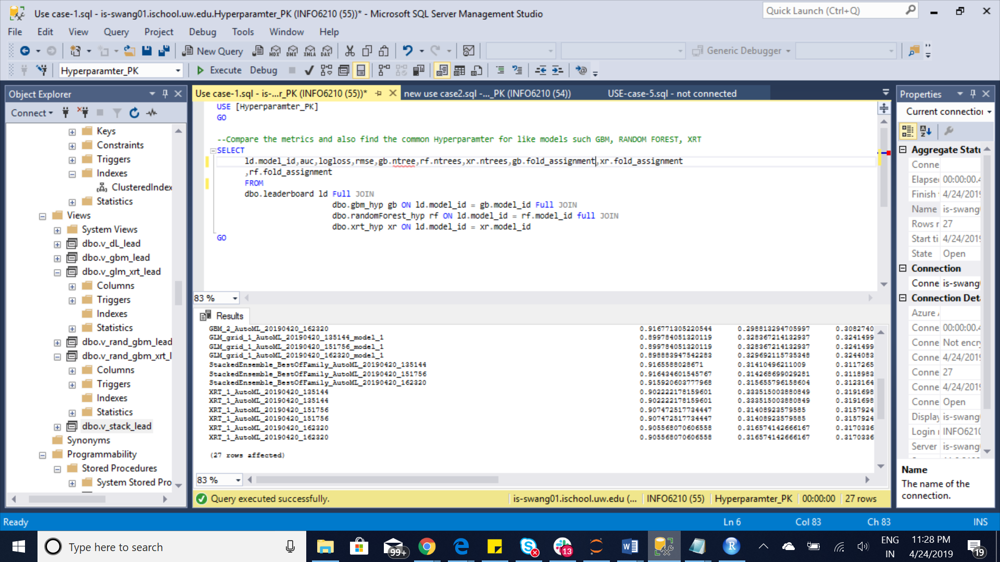 Use case-1.sql - is-swang01.ischool.uw.edu.Hyperparamter_PK (INFO6210 (55))* - Microsoft SQL Server Management Studio
Quick Launch (Ctrl+Q)
File Edit View Query Project Debug Tools Window Help
New Query MDX DMX XMLA DAX
Generic Debugger
Hyperparamter_PK Execute Debug
Object Explorer
Connect
Keys
Constraints
Triggers
Indexes
ClusteredIndex
Statistics
Views
System Views
dbo.v_dL_lead
dbo.v_gbm_lead
dbo.v_glm_xrt_lead
Columns
Triggers
Indexes
Statistics
dbo.v_rand_gbm_lead
dbo.v_rand_gbm_xrt_l
Columns
Triggers
Indexes
Statistics
dbo.v_stack_lead
Synonyms
Programmability
Stored Procedures
System Stored Pro
Use case-1.sql - is-...r_PK (INFO6210 (55))*
new use case2.sql -..._PK (INFO6210 (54))
USE-case-5.sql - not connected
USE [Hyperparamter_PK]
GO
--Compare the metrics and also find the common Hyperparamter for like models such GBM, RANDOM FOREST, XRT
SELECT
ld.model_id,auc,logloss,rmse,gb.ntree,rf.ntrees,xr.ntrees,gb.fold_assignment,xr.fold_assignment
,rf.fold_assignment
FROM
dbo.leaderboard ld Full JOIN
dbo.gbm_hyp gb ON ld.model_id = gb.model_id Full JOIN
dbo.randomForest_hyp rf ON ld.model_id = rf.model_id full JOIN
dbo.xrt_hyp xr ON ld.model_id = xr.model_id
GO
83 %
Results
GBM_2_AutoML_20190420_162320 0.916771305220544 0.298813294705997 0.3082740
GLM_grid_1_AutoML_20190420_135144_model_1 0.899784051320119 0.328367214132937 0.3241499
GLM_grid_1_AutoML_20190420_151756_model_1 0.899784051320119 0.328367214132937 0.3241499
GLM_grid_1_AutoML_20190420_162320_model_1 0.898883947542283 0.329692115735348 0.3244083
StackedEnsemble_BestOfFamily_AutoML_20190420_135144 0.9165588028671 0.31410496211009 0.3117265
StackedEnsemble_BestOfFamily_AutoML_20190420_151756 0.916434601545767 0.314268699029281 0.3118983
StackedEnsemble_BestOfFamily_AutoML_20190420_162320 0.915920603777968 0.315655796158604 0.3123164
XRT_1_AutoML_20190420_135144 0.902222178159601 0.333515003880849 0.3191698
XRT_1_AutoML_20190420_135144 0.902222178159601 0.333515003880849 0.3191698
XRT_1_AutoML_20190420_151756 0.907472517734447 0.31408923579585 0.3157924
XRT_1_AutoML_20190420_151756 0.907472517734447 0.31408923579585 0.3157924
XRT_1_AutoML_20190420_162320 0.905568070606558 0.316574142666167 0.3170336
XRT_1_AutoML_20190420_162320 0.905568070606558 0.316574142666167 0.3170336
(27 rows affected)
83 %
Query executed successfully.
is-swang01.ischool.uw.edu (... INFO6210 (55) Hyperparamter_PK 00:00:00 27 rows
Properties
Current connection
Aggregate Statu
Conne
Elapse 00:00:00.4
Finish 4/24/2019
Name is-swang
Rows r 27
Start ti 4/24/2019
State Open
Connection
Conne is-swang
Connection Det
Azure
Conne 00:00:00.4
Conne Not encry
Conne 4/24/2019
Conne 27
Conne 4/24/2019
Conne Open
Display is-swang
Login INFO6210
Server is-swang
Name
The name of the
connection.
Ready Ln 6 Col 83 Ch 83 INS
Type here to search
99+
13
ENG
IN
11:28 PM
4/24/2019
19